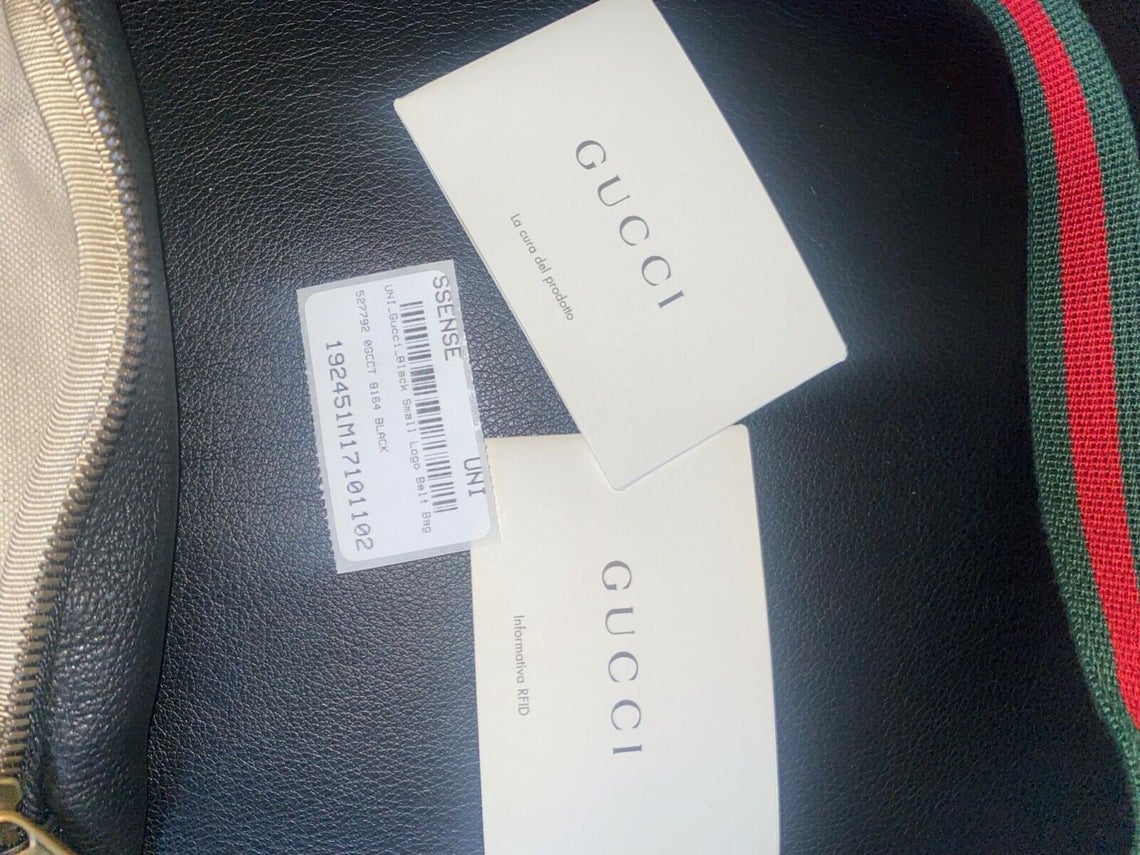 GUCCI
La cura del prodotto
SSENSE UNI
UNI_Gucci_Black Small Logo Belt Bag
527792 0GCCT 8164 BLACK
192451M17101102
GUCCI
Informativa RFID